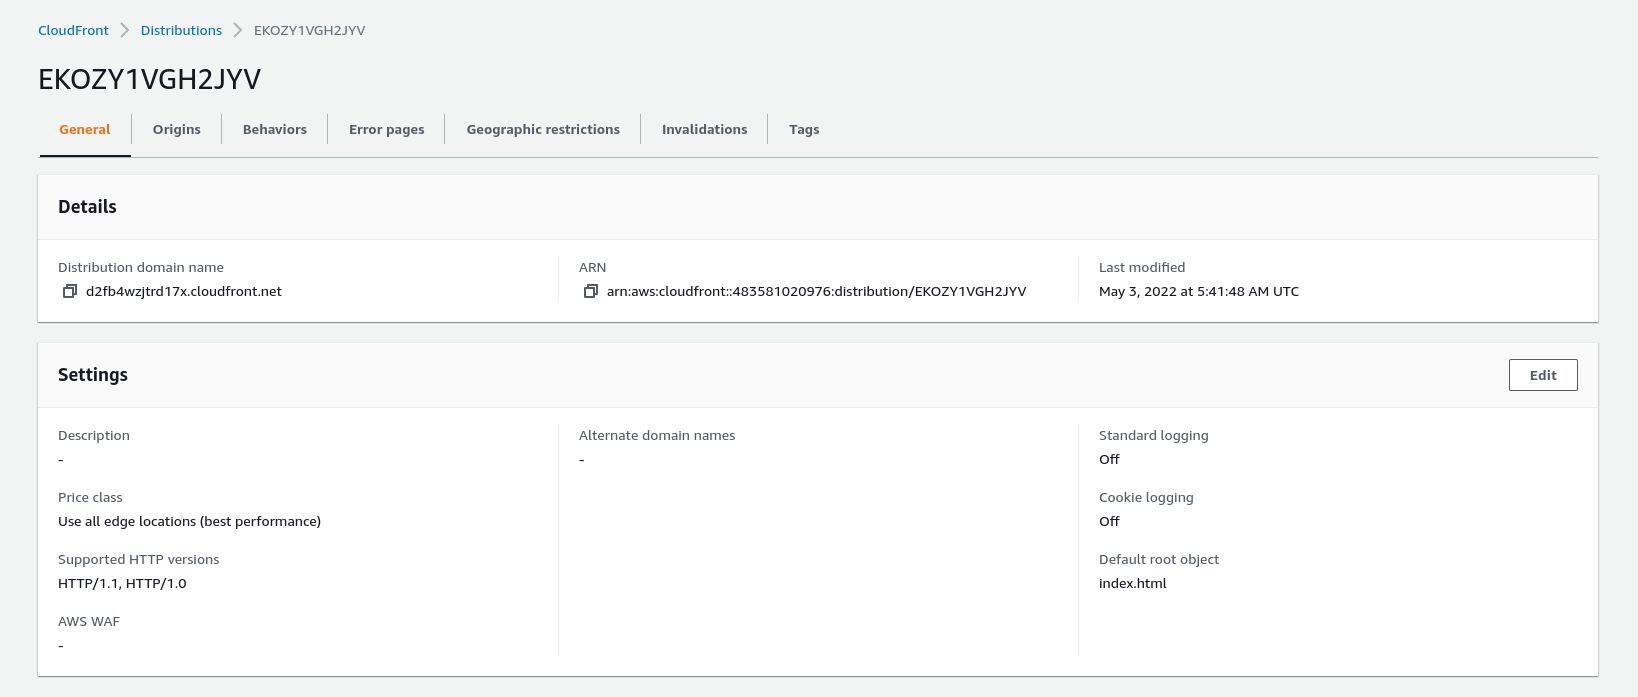 CloudFront Distributions EKOZY1VGH2JYV
EKOZY1VGH2JYV
General Origins Behaviors Error pages Geographic restrictions Invalidations Tags
Details
Distribution domain name
d2fb4wzjtrd17x.cloudfront.net
ARN
arn:aws:cloudfront::483581020976:distribution/EKOZY1VGH2JYV
Last modified
May 3, 2022 at 5:41:48 AM UTC
Settings
Edit
Description
-
Price class
Use all edge locations (best performance)
Supported HTTP versions
HTTP/1.1, HTTP/1.0
AWS WAF
-
Alternate domain names
-
Standard logging
Off
Cookie logging
Off
Default root object
index.html